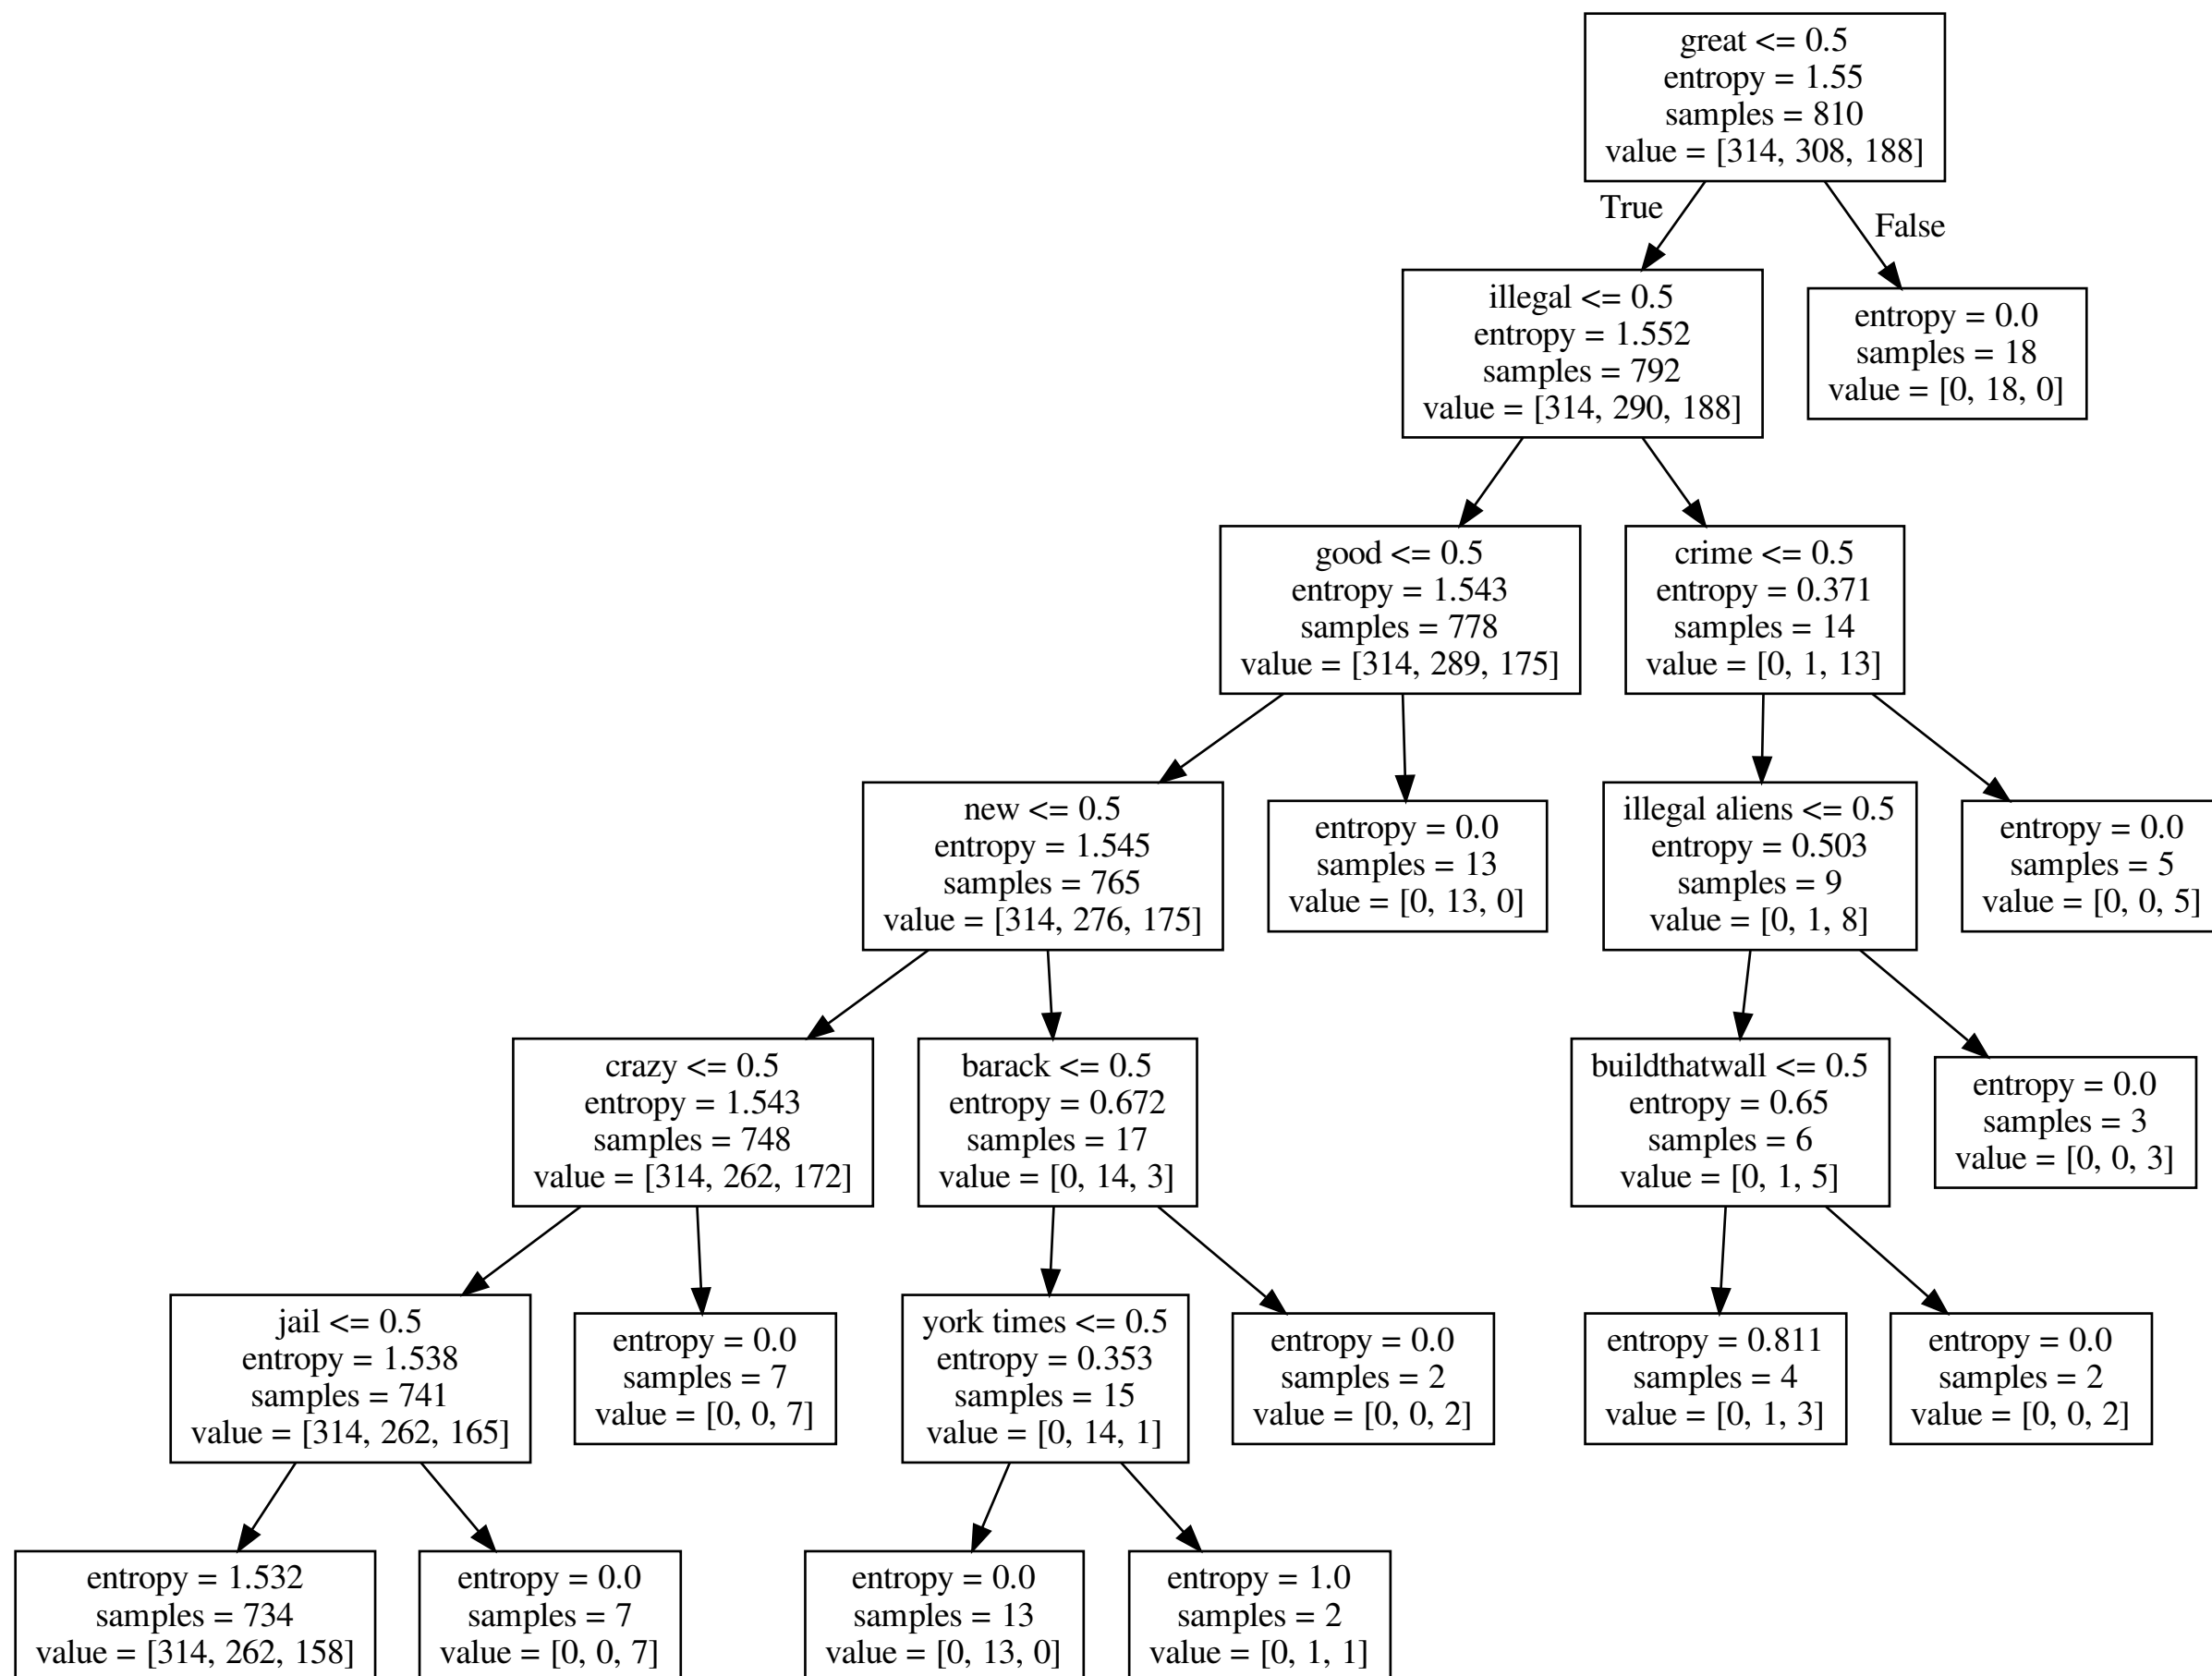 great <= 0.5
entropy = 1.55
samples = 810
value = [314, 308, 188]
True
False
illegal <= 0.5
entropy = 1.552
samples = 792
value = [314, 290, 188]
entropy = 0.0
samples = 18
value = [0, 18, 0]
good <= 0.5
entropy = 1.543
samples = 778
value = [314, 289, 175]
crime <= 0.5
entropy = 0.371
samples = 14
value = [0, 1, 13]
new <= 0.5
entropy = 1.545
samples = 765
value = [314, 276, 175]
entropy = 0.0
samples = 13
value = [0, 13, 0]
illegal aliens <= 0.5
entropy = 0.503
samples = 9
value = [0, 1, 8]
entropy = 0.0
samples = 5
value = [0, 0, 5]
crazy <= 0.5
entropy = 1.543
samples = 748
value = [314, 262, 172]
barack <= 0.5
entropy = 0.672
samples = 17
value = [0, 14, 3]
buildthatwall <= 0.5
entropy = 0.65
samples = 6
value = [0, 1, 5]
entropy = 0.0
samples = 3
value = [0, 0, 3]
jail <= 0.5
entropy = 1.538
samples = 741
value = [314, 262, 165]
entropy = 0.0
samples = 7
value = [0, 0, 7]
york times <= 0.5
entropy = 0.353
samples = 15
value = [0, 14, 1]
entropy = 0.0
samples = 2
value = [0, 0, 2]
entropy = 0.811
samples = 4
value = [0, 1, 3]
entropy = 0.0
samples = 2
value = [0, 0, 2]
entropy = 1.532
samples = 734
value = [314, 262, 158]
entropy = 0.0
samples = 7
value = [0, 0, 7]
entropy = 0.0
samples = 13
value = [0, 13, 0]
entropy = 1.0
samples = 2
value = [0, 1, 1]